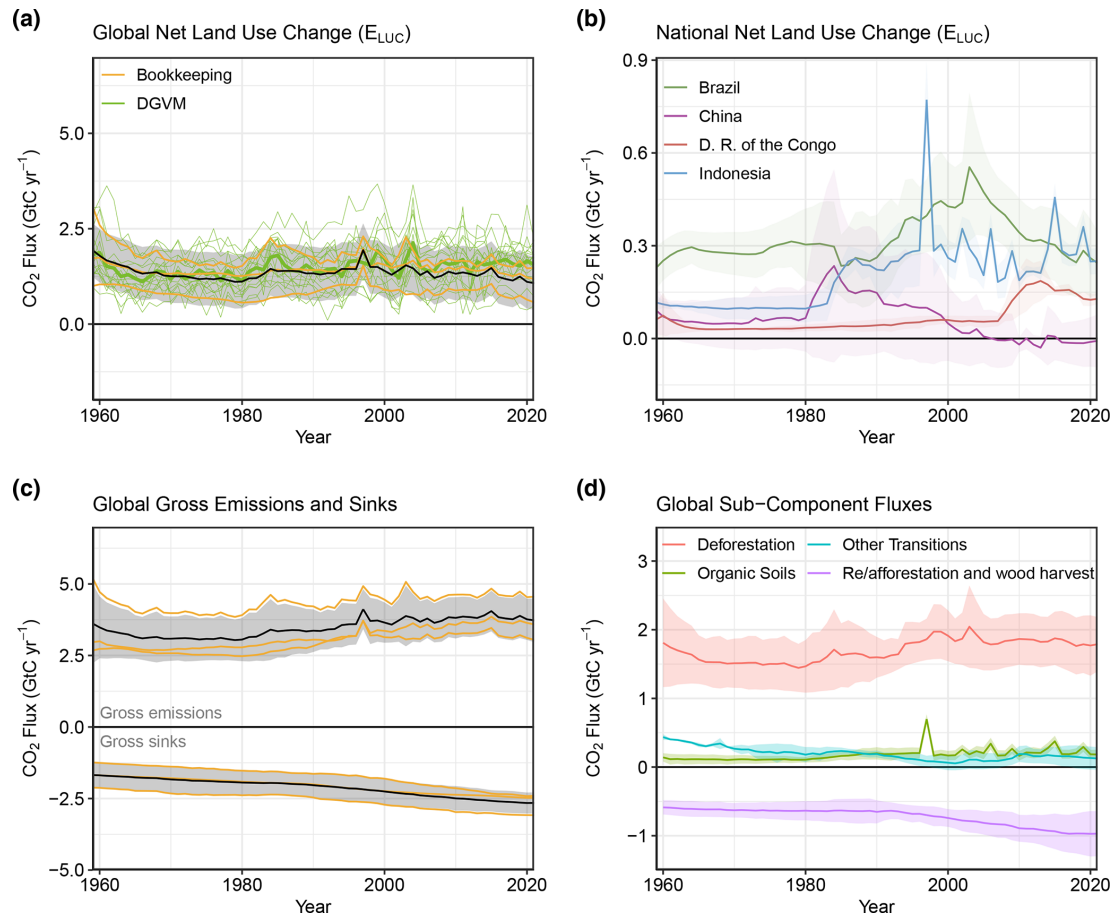 (a)
Global Net Land Use Change (E_LUC)
Bookkeeping
DGVM
CO₂ Flux (GtC yr⁻¹)
5.0
2.5
0.0
1960
1980
2000
2020
Year
(b)
National Net Land Use Change (E_LUC)
Brazil
China
D. R. of the Congo
Indonesia
CO₂ Flux (GtC yr⁻¹)
0.9
0.6
0.3
0.0
1960
1980
2000
2020
Year
(c)
Global Gross Emissions and Sinks
CO₂ Flux (GtC yr⁻¹)
5.0
2.5
0.0
−2.5
−5.0
Gross emissions
Gross sinks
1960
1980
2000
2020
Year
(d)
Global Sub−Component Fluxes
Deforestation
Organic Soils
Other Transitions
Re/afforestation and wood harvest
CO₂ Flux (GtC yr⁻¹)
3
2
1
0
−1
1960
1980
2000
2020
Year